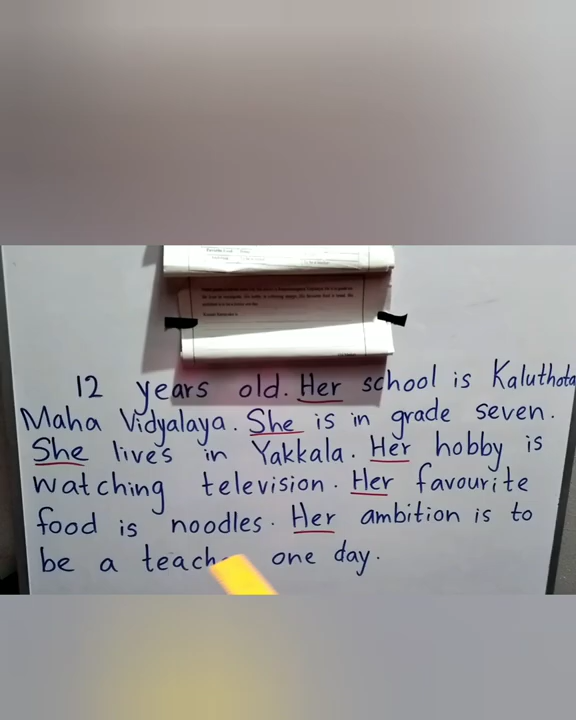 12 years old. Her school is Kaluthota
Maha Vidyalaya. She is in grade seven.
She lives in Yakkala. Her hobby is
watching television. Her favourite
food is noodles. Her ambition is to
be a one day.